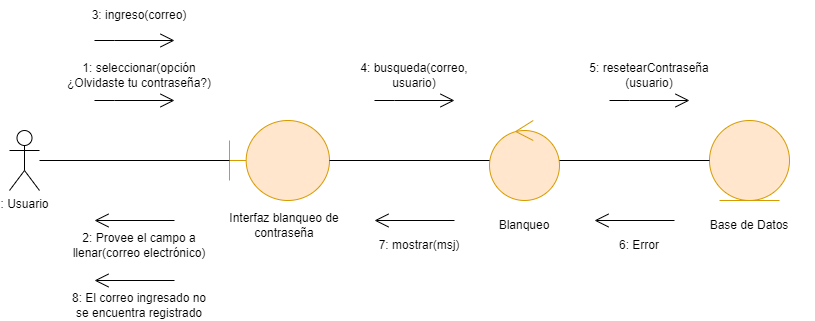 3: ingreso(correo)
1: seleccionar(opción
¿Olvidaste tu contraseña?)
4: busqueda(correo,
usuario)
5: resetearContraseña
(usuario)
: Usuario
Interfaz blanqueo de
contraseña
Blanqueo
Base de Datos
2: Provee el campo a
llenar(correo electrónico)
7: mostrar(msj)
6: Error
8: El correo ingresado no
se encuentra registrado